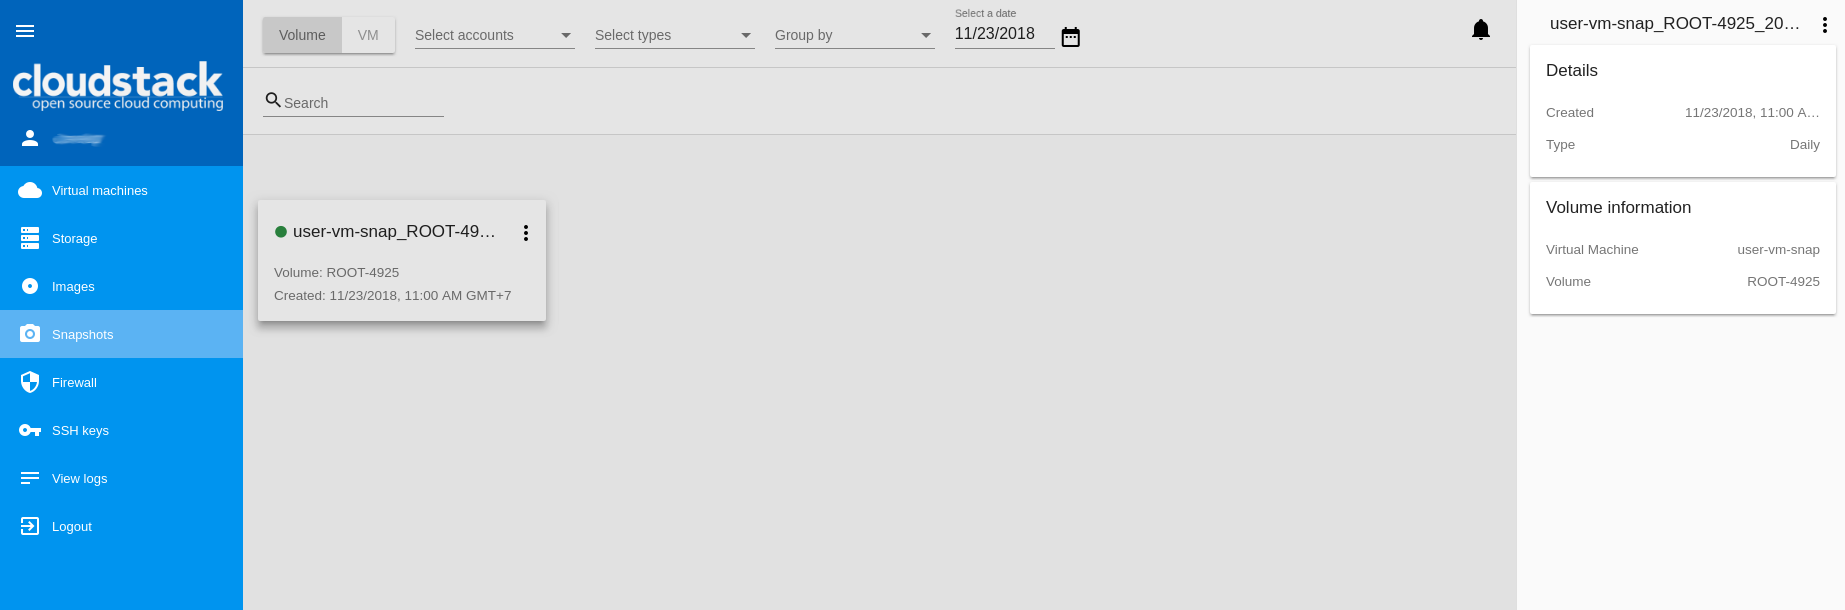 cloudstack
open source cloud computing
Virtual machines
Storage
Images
Snapshots
Firewall
SSH keys
View logs
Logout
Volume VM Select accounts Select types Group by
Select a date
11/23/2018
Search
user-vm-snap_ROOT-49…
Volume: ROOT-4925
Created: 11/23/2018, 11:00 AM GMT+7
user-vm-snap_ROOT-4925_20…
Details
Created 11/23/2018, 11:00 A…
Type Daily
Volume information
Virtual Machine user-vm-snap
Volume ROOT-4925